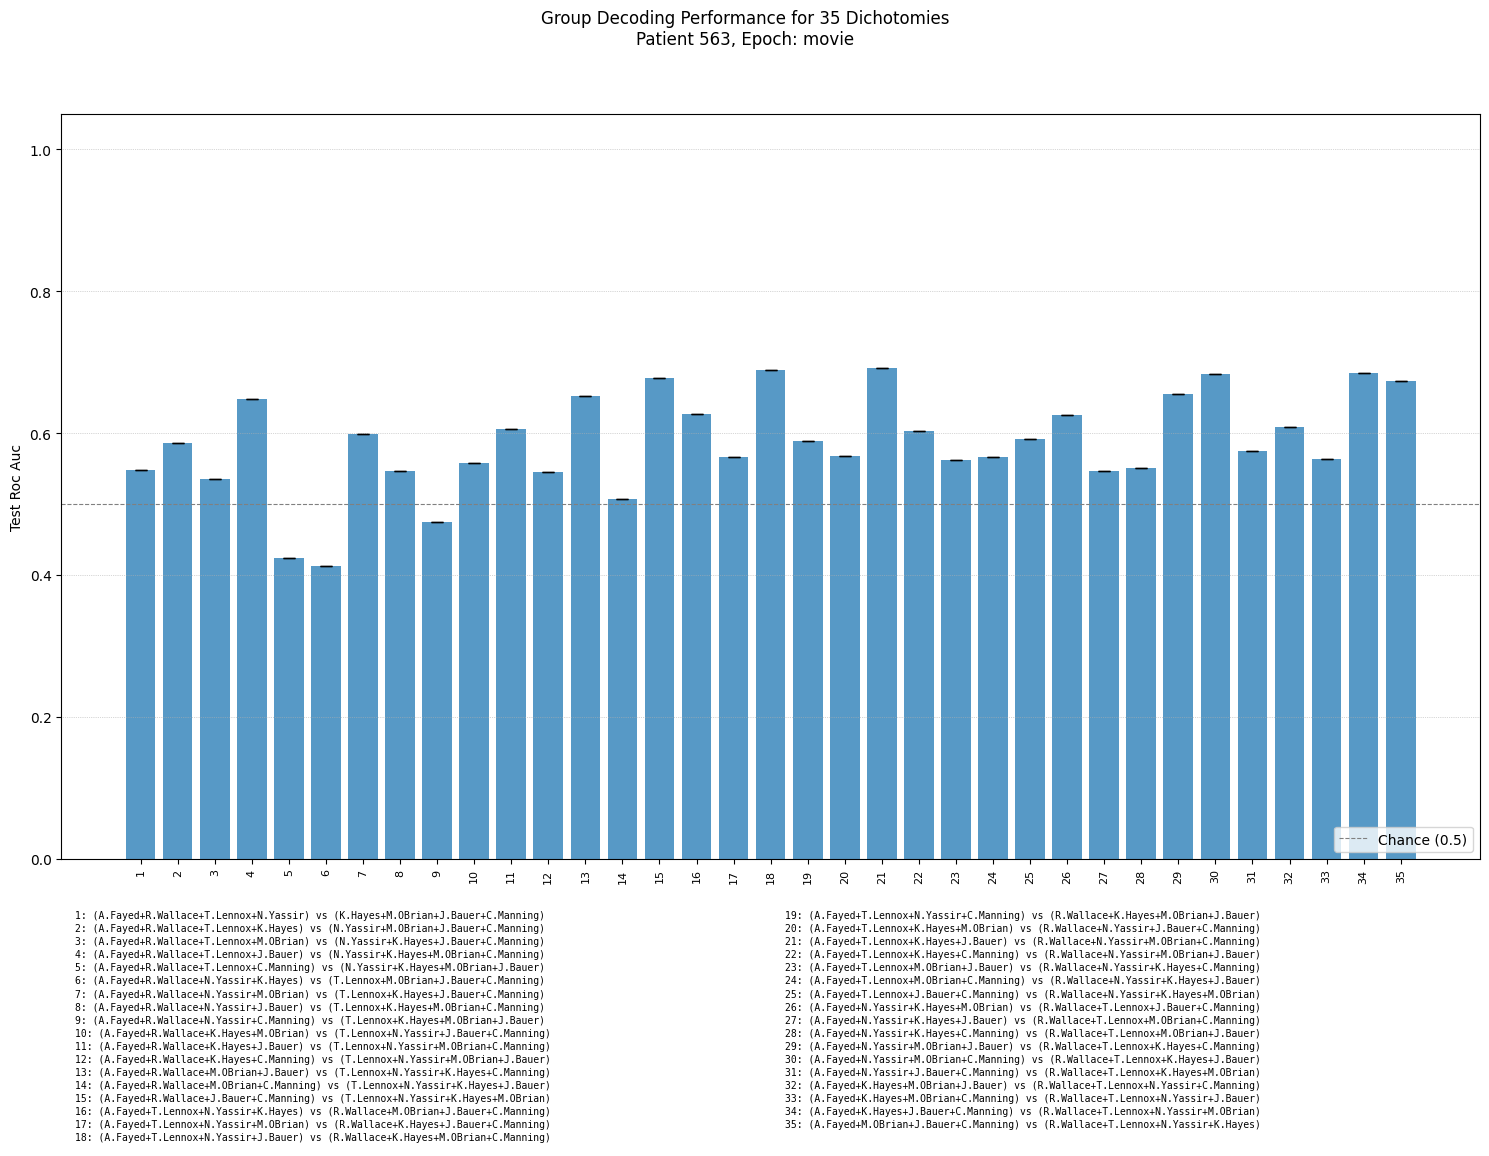 Group Decoding Performance for 35 Dichotomies
Patient 563, Epoch: movie
1.0
0.8
0.6
0.4
0.2
0.0
Test Roc Auc
Chance (0.5)
1 2 3 4 5 6 7 8 9 10 11 12 13 14 15 16 17 18 19 20 21 22 23 24 25 26 27 28 29 30 31 32 33 34 35
1: (A.Fayed+R.Wallace+T.Lennox+N.Yassir) vs (K.Hayes+M.OBrian+J.Bauer+C.Manning)
2: (A.Fayed+R.Wallace+T.Lennox+K.Hayes) vs (N.Yassir+M.OBrian+J.Bauer+C.Manning)
3: (A.Fayed+R.Wallace+T.Lennox+M.OBrian) vs (N.Yassir+K.Hayes+J.Bauer+C.Manning)
4: (A.Fayed+R.Wallace+T.Lennox+J.Bauer) vs (N.Yassir+K.Hayes+M.OBrian+C.Manning)
5: (A.Fayed+R.Wallace+T.Lennox+C.Manning) vs (N.Yassir+K.Hayes+M.OBrian+J.Bauer)
6: (A.Fayed+R.Wallace+N.Yassir+K.Hayes) vs (T.Lennox+M.OBrian+J.Bauer+C.Manning)
7: (A.Fayed+R.Wallace+N.Yassir+M.OBrian) vs (T.Lennox+K.Hayes+J.Bauer+C.Manning)
8: (A.Fayed+R.Wallace+N.Yassir+J.Bauer) vs (T.Lennox+K.Hayes+M.OBrian+C.Manning)
9: (A.Fayed+R.Wallace+N.Yassir+C.Manning) vs (T.Lennox+K.Hayes+M.OBrian+J.Bauer)
10: (A.Fayed+R.Wallace+K.Hayes+M.OBrian) vs (T.Lennox+N.Yassir+J.Bauer+C.Manning)
11: (A.Fayed+R.Wallace+K.Hayes+J.Bauer) vs (T.Lennox+N.Yassir+M.OBrian+C.Manning)
12: (A.Fayed+R.Wallace+K.Hayes+C.Manning) vs (T.Lennox+N.Yassir+M.OBrian+J.Bauer)
13: (A.Fayed+R.Wallace+M.OBrian+J.Bauer) vs (T.Lennox+N.Yassir+K.Hayes+C.Manning)
14: (A.Fayed+R.Wallace+M.OBrian+C.Manning) vs (T.Lennox+N.Yassir+K.Hayes+J.Bauer)
15: (A.Fayed+R.Wallace+J.Bauer+C.Manning) vs (T.Lennox+N.Yassir+K.Hayes+M.OBrian)
16: (A.Fayed+T.Lennox+N.Yassir+K.Hayes) vs (R.Wallace+M.OBrian+J.Bauer+C.Manning)
17: (A.Fayed+T.Lennox+N.Yassir+M.OBrian) vs (R.Wallace+K.Hayes+J.Bauer+C.Manning)
18: (A.Fayed+T.Lennox+N.Yassir+J.Bauer) vs (R.Wallace+K.Hayes+M.OBrian+C.Manning)
19: (A.Fayed+T.Lennox+N.Yassir+C.Manning) vs (R.Wallace+K.Hayes+M.OBrian+J.Bauer)
20: (A.Fayed+T.Lennox+K.Hayes+M.OBrian) vs (R.Wallace+N.Yassir+J.Bauer+C.Manning)
21: (A.Fayed+T.Lennox+K.Hayes+J.Bauer) vs (R.Wallace+N.Yassir+M.OBrian+C.Manning)
22: (A.Fayed+T.Lennox+K.Hayes+C.Manning) vs (R.Wallace+N.Yassir+M.OBrian+J.Bauer)
23: (A.Fayed+T.Lennox+M.OBrian+J.Bauer) vs (R.Wallace+N.Yassir+K.Hayes+C.Manning)
24: (A.Fayed+T.Lennox+M.OBrian+C.Manning) vs (R.Wallace+N.Yassir+K.Hayes+J.Bauer)
25: (A.Fayed+T.Lennox+J.Bauer+C.Manning) vs (R.Wallace+N.Yassir+K.Hayes+M.OBrian)
26: (A.Fayed+N.Yassir+K.Hayes+M.OBrian) vs (R.Wallace+T.Lennox+J.Bauer+C.Manning)
27: (A.Fayed+N.Yassir+K.Hayes+J.Bauer) vs (R.Wallace+T.Lennox+M.OBrian+C.Manning)
28: (A.Fayed+N.Yassir+K.Hayes+C.Manning) vs (R.Wallace+T.Lennox+M.OBrian+J.Bauer)
29: (A.Fayed+N.Yassir+M.OBrian+J.Bauer) vs (R.Wallace+T.Lennox+K.Hayes+C.Manning)
30: (A.Fayed+N.Yassir+M.OBrian+C.Manning) vs (R.Wallace+T.Lennox+K.Hayes+J.Bauer)
31: (A.Fayed+N.Yassir+J.Bauer+C.Manning) vs (R.Wallace+T.Lennox+K.Hayes+M.OBrian)
32: (A.Fayed+K.Hayes+M.OBrian+J.Bauer) vs (R.Wallace+T.Lennox+N.Yassir+C.Manning)
33: (A.Fayed+K.Hayes+M.OBrian+C.Manning) vs (R.Wallace+T.Lennox+N.Yassir+J.Bauer)
34: (A.Fayed+K.Hayes+J.Bauer+C.Manning) vs (R.Wallace+T.Lennox+N.Yassir+M.OBrian)
35: (A.Fayed+M.OBrian+J.Bauer+C.Manning) vs (R.Wallace+T.Lennox+N.Yassir+K.Hayes)